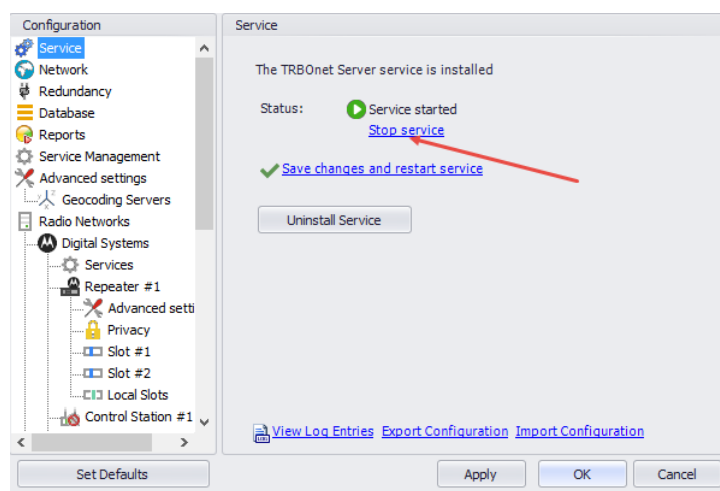 Configuration
Service
Network
Redundancy
Database
Reports
Service Management
Advanced settings
Geocoding Servers
Radio Networks
Digital Systems
Services
Repeater #1
Advanced setti
Privacy
Slot #1
Slot #2
Local Slots
Control Station #1
Set Defaults
Service
The TRBOnet Server service is installed
Status: Service started
Stop service
Save changes and restart service
Uninstall Service
View Log Entries Export Configuration Import Configuration
Apply OK Cancel